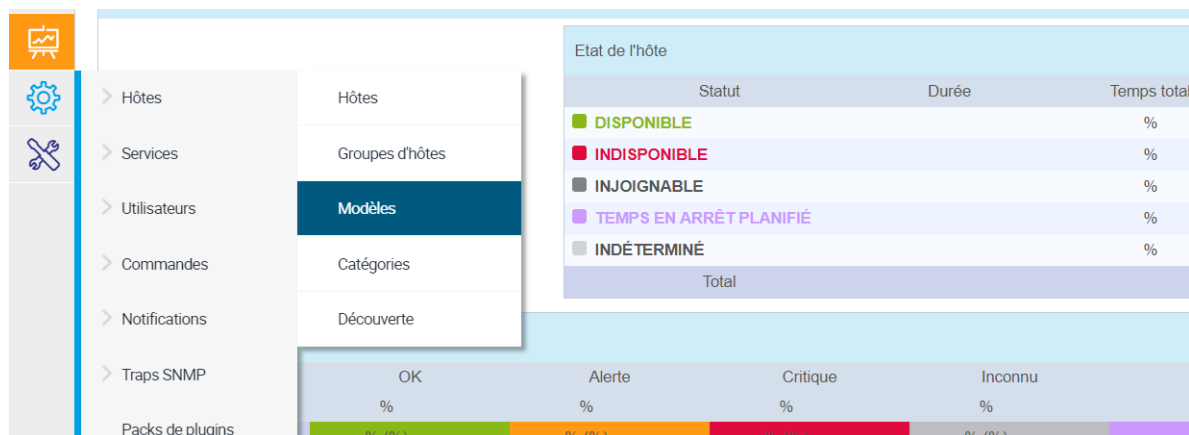 Etat de l'hôte
Statut Durée Temps total
DISPONIBLE %
INDISPONIBLE %
INJOIGNABLE %
TEMPS EN ARRÊT PLANIFIÉ %
INDÉTERMINÉ %
Total
Hôtes
Services
Utilisateurs
Commandes
Notifications
Traps SNMP
Packs de plugins
Hôtes
Groupes d'hôtes
Modèles
Catégories
Découverte
OK Alerte Critique Inconnu
% % % %